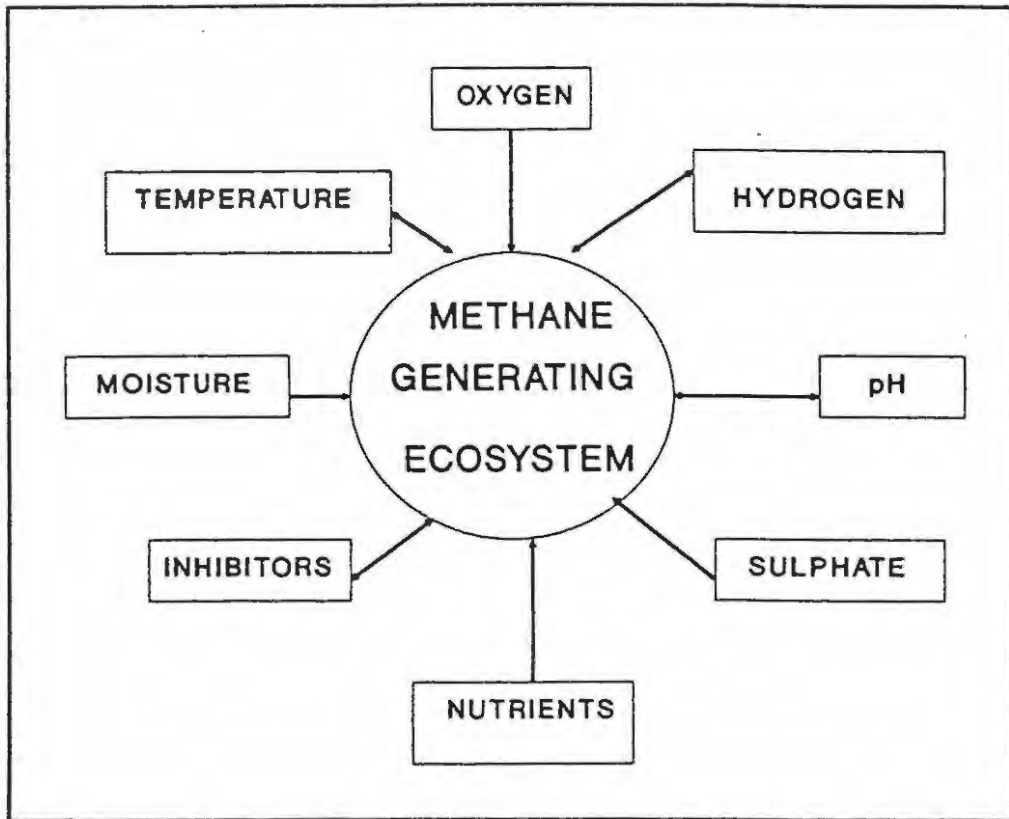 OXYGEN
TEMPERATURE
HYDROGEN
METHANE
GENERATING
ECOSYSTEM
MOISTURE
pH
INHIBITORS
SULPHATE
NUTRIENTS